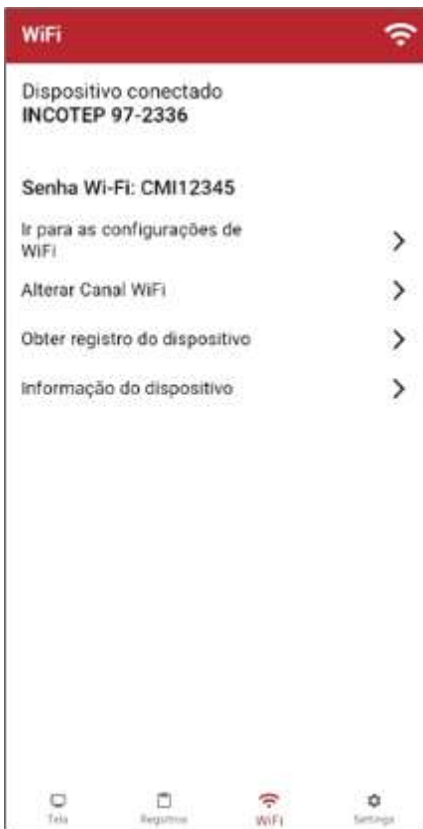 WiFi
Dispositivo conectado
INCOTEP 97-2336
Senha Wi-Fi: CMI12345
Ir para as configurações de
WiFi
Alterar Canal WiFi
Obter registro do dispositivo
Informação do dispositivo
Tela
Registros
WiFi
Settings